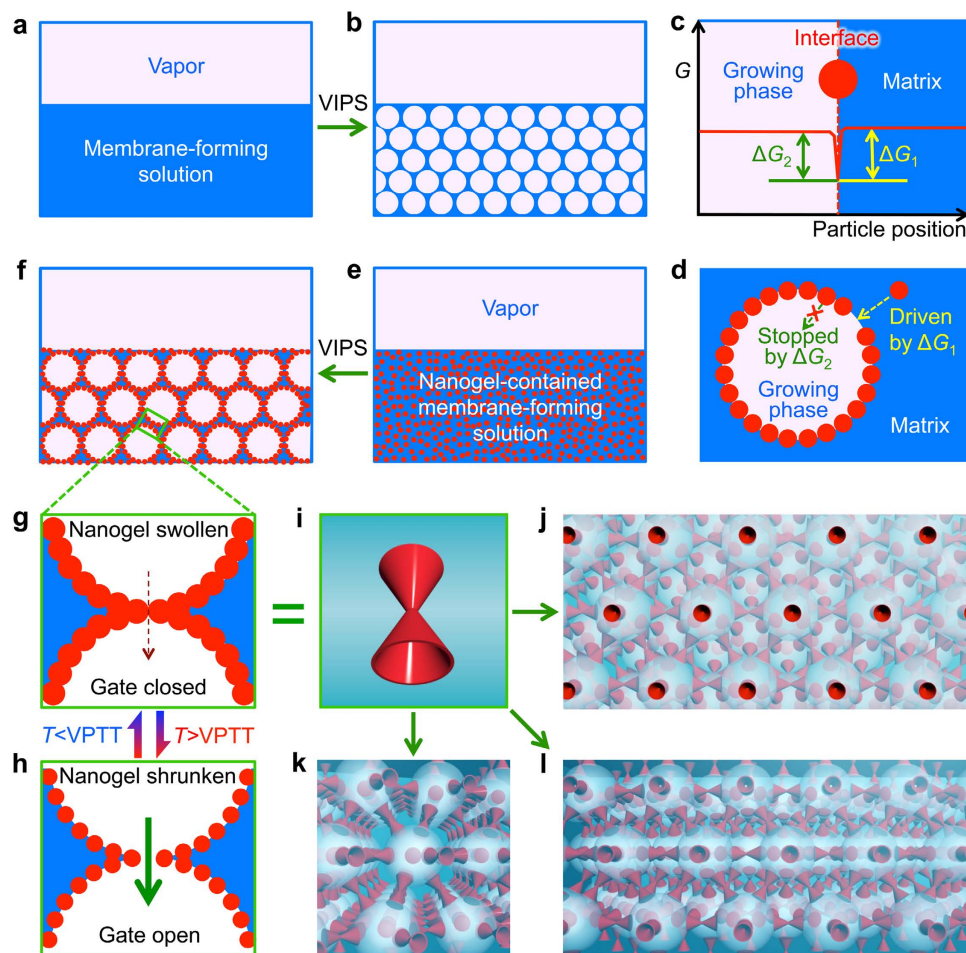 a
Vapor
Membrane-forming
solution
VIPS
b
c
G
Interface
Growing
phase
Matrix
ΔG₂
ΔG₁
Particle position
f
VIPS
e
Vapor
Nanogel-contained
membrane-forming
solution
d
Stopped
by ΔG₂
Driven
by ΔG₁
Growing
phase
Matrix
g
Nanogel swollen
Gate closed
=
i
j
T<VPTT
T>VPTT
h
Nanogel shrunken
Gate open
k
l